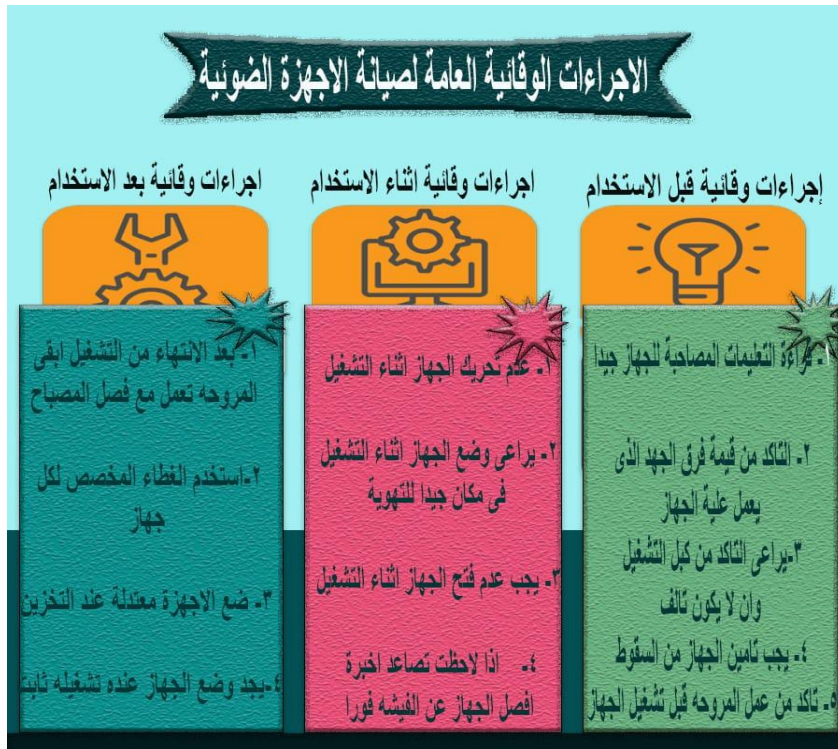 الاجراءات الوقائية العامة لصيانة الاجهزة الضوئية
إجراءات وقائية قبل الاستخدام
١- قراءة التعليمات المصاحبة للجهاز جيدا
٢- التاكد من قيمة فرق الجهد الذى
يعمل علية الجهاز
٣-يراعى التاكد من كبل التشغيل
وان لا يكون تالف
٤- يجب تامين الجهاز من السقوط
تاكد من عمل المروحه قبل تشغيل الجهاز
اجراءات وقائية اثناء الاستخدام
١- عدم تحريك الجهاز اثناء التشغيل
٢- يراعى وضع الجهاز اثناء التشغيل
فى مكان جيدا للتهوية
٣- يجب عدم فتح الجهاز اثناء التشغيل
٤- اذا لاحظت تصاعد اخبرة
افصل الجهاز عن الفيشه فورا
اجراءات وقائية بعد الاستخدام
١- بعد الانتهاء من التشغيل ابقى
المروحه تعمل مع فصل المصباح
٢-استخدم الغطاء المخصص لكل
جهاز
٣- ضع الاجهزة معتدلة عند التخزين
٤-يجد وضع الجهاز عنده تشغيله ثابت